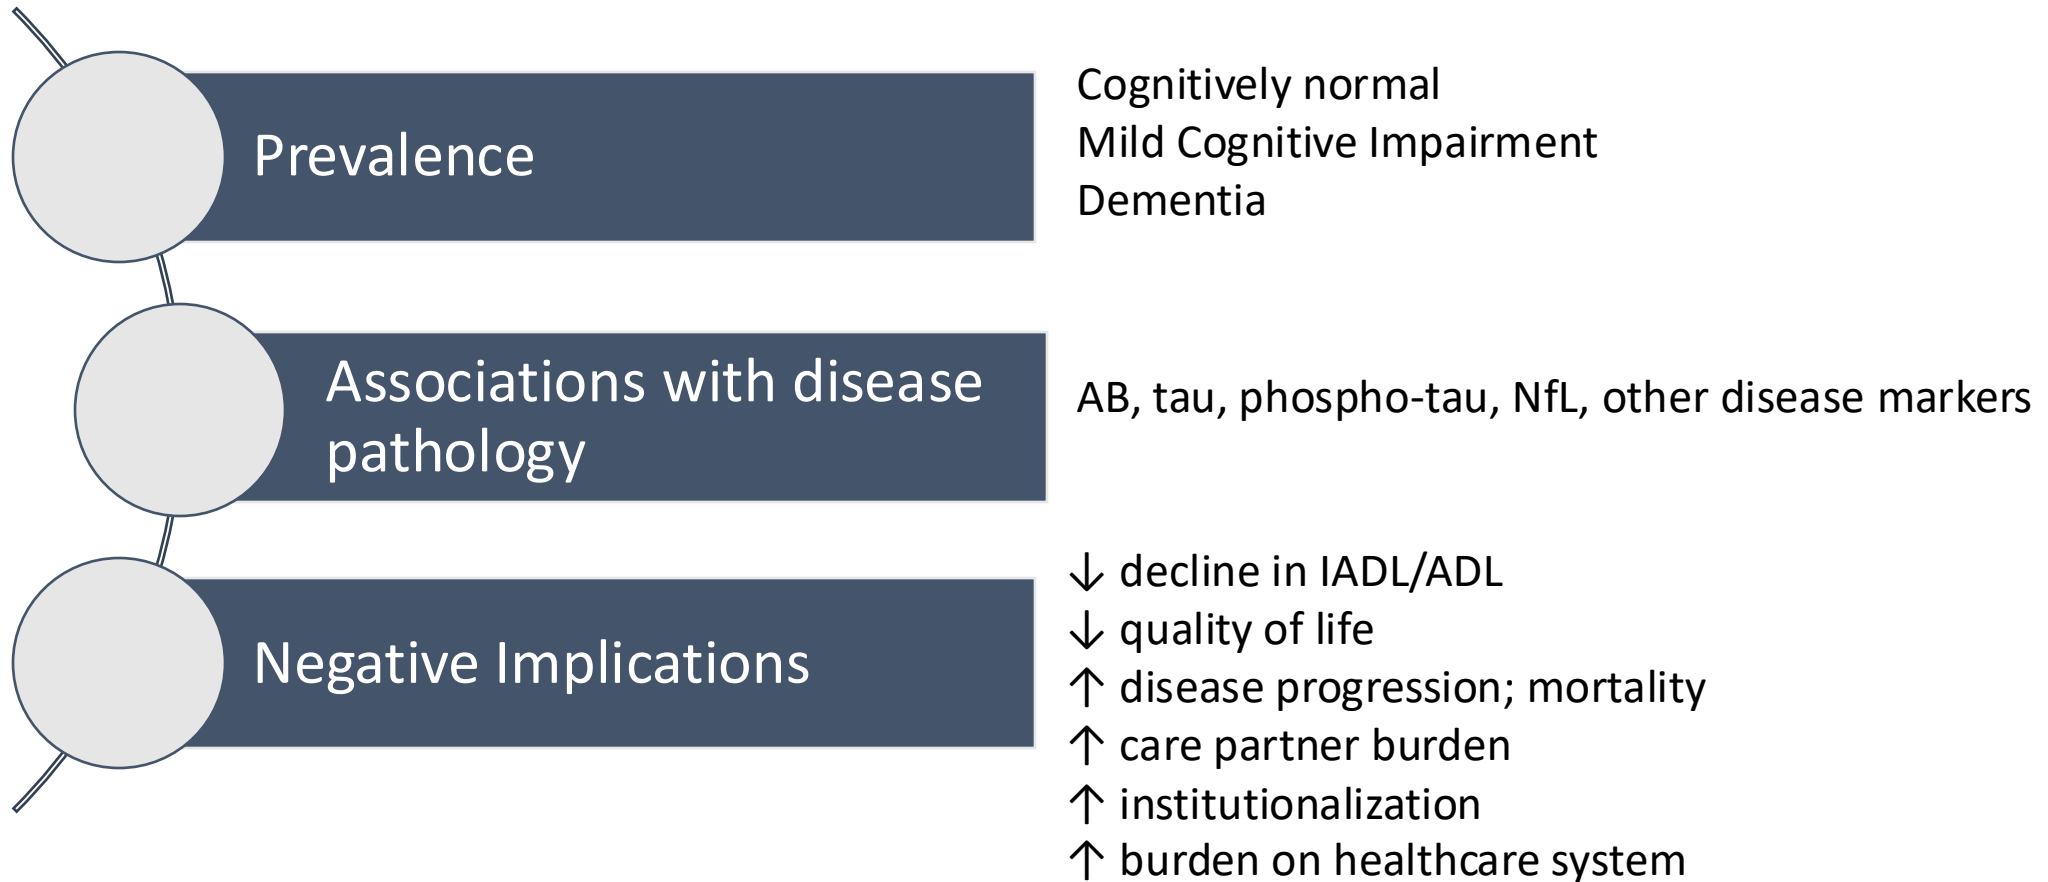 Prevalence
Cognitively normal
Mild Cognitive Impairment
Dementia
Associations with disease
pathology
AB, tau, phospho-tau, NfL, other disease markers
Negative Implications
↓ decline in IADL/ADL
↓ quality of life
↑ disease progression; mortality
↑ care partner burden
↑ institutionalization
↑ burden on healthcare system